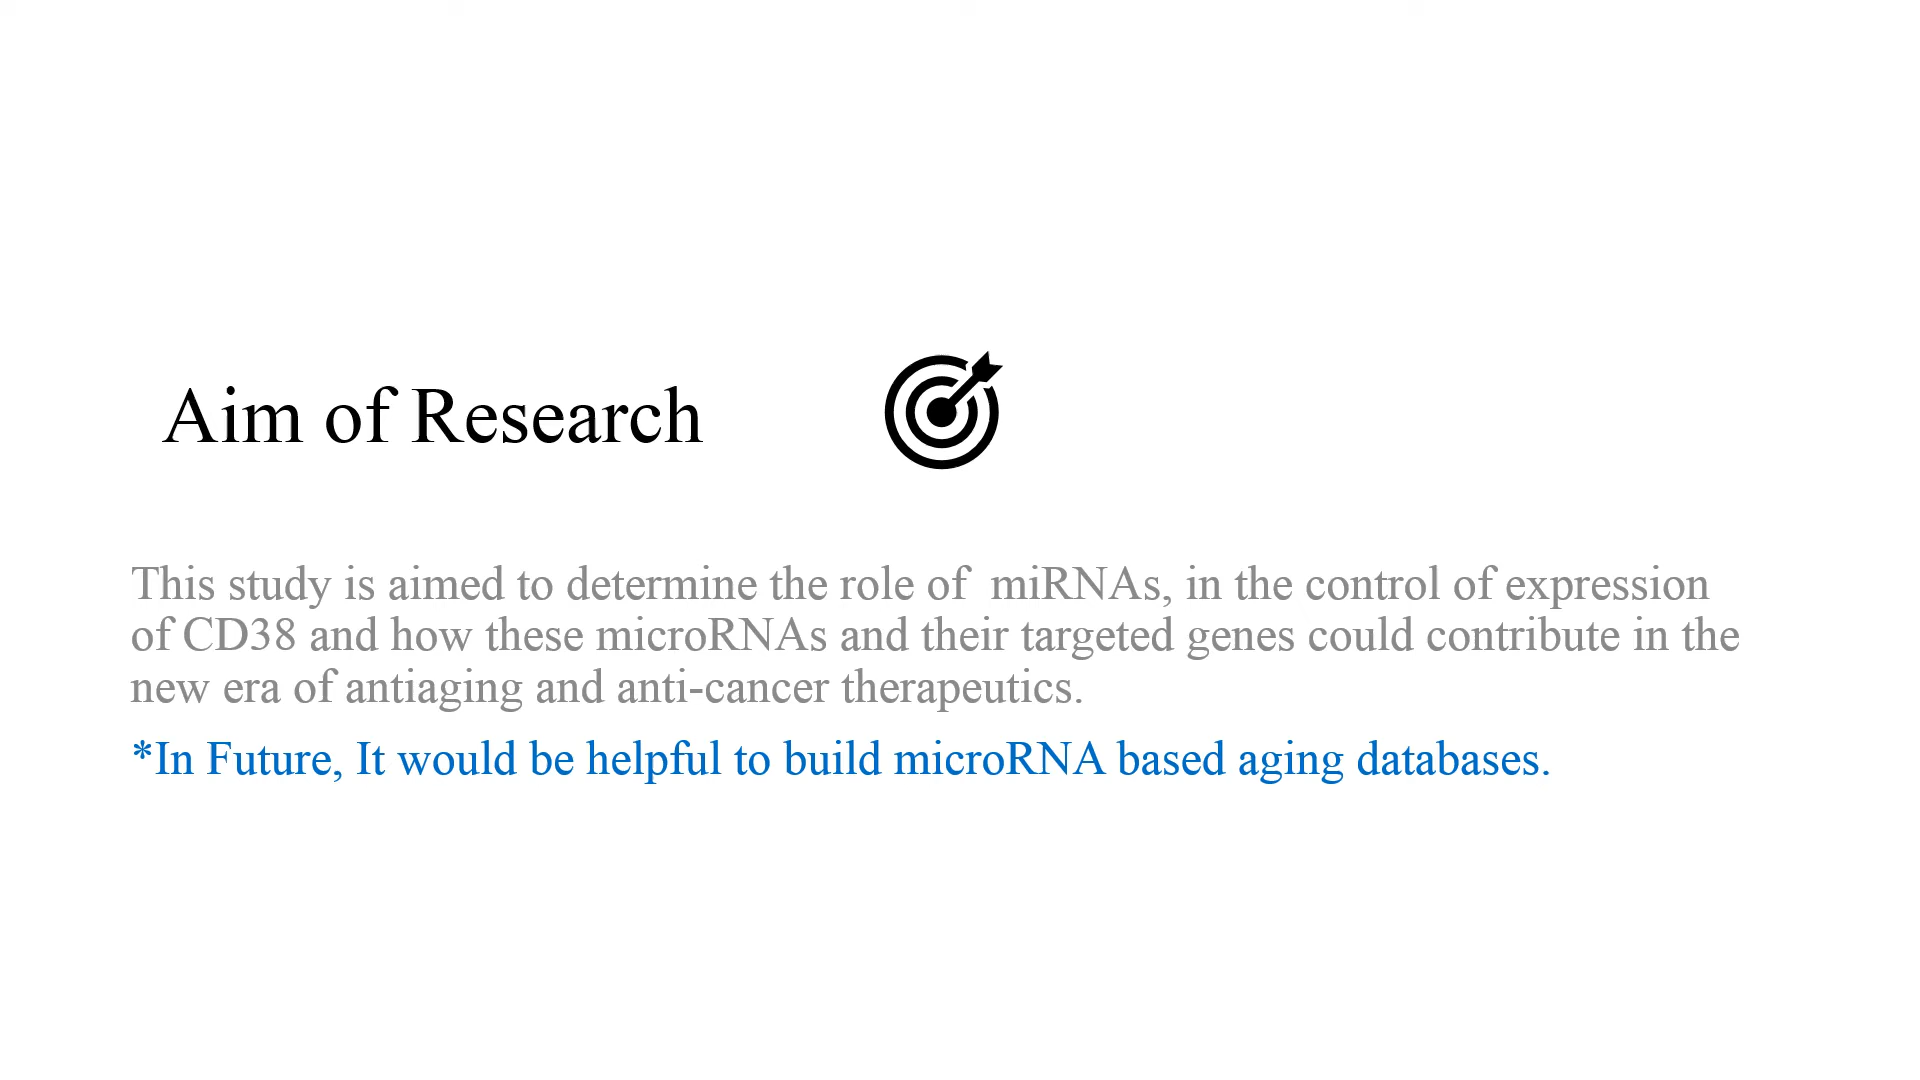 Aim of Research
This study is aimed to determine the role of  miRNAs, in the control of expression
of CD38 and how these microRNAs and their targeted genes could contribute in the
new era of antiaging and anti-cancer therapeutics.
*In Future, It would be helpful to build microRNA based aging databases.